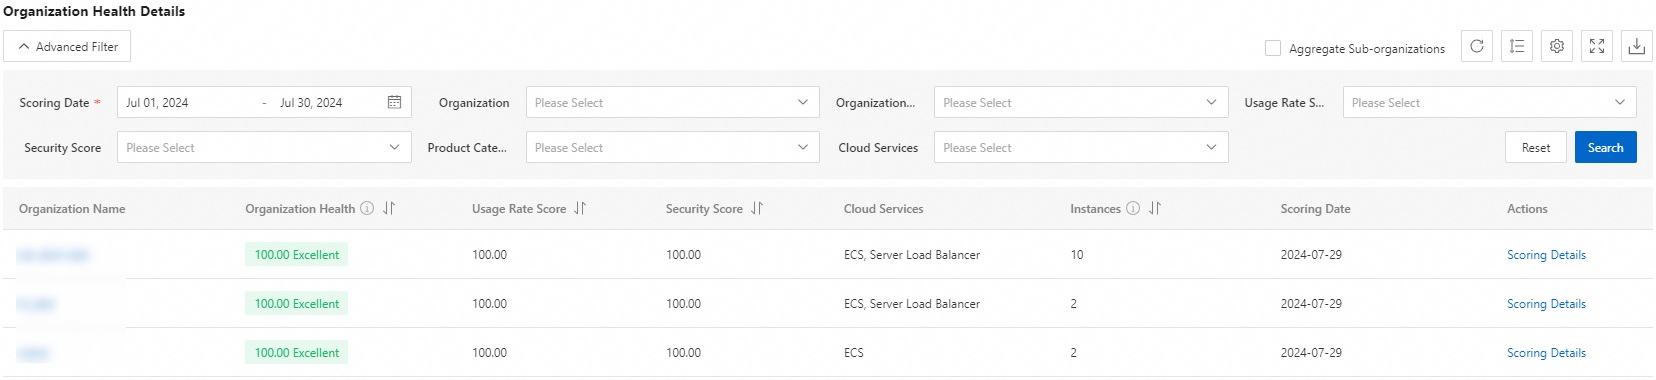 Organization Health Details
Advanced Filter
Aggregate Sub-organizations
Scoring Date * Jul 01, 2024 - Jul 30, 2024 Organization Please Select Organization... Please Select Usage Rate S... Please Select
Security Score Please Select Product Cate... Please Select Cloud Services Please Select Reset Search
Organization Name Organization Health Usage Rate Score Security Score Cloud Services Instances Scoring Date Actions
100.00 Excellent 100.00 100.00 ECS, Server Load Balancer 10 2024-07-29 Scoring Details
100.00 Excellent 100.00 100.00 ECS, Server Load Balancer 2 2024-07-29 Scoring Details
100.00 Excellent 100.00 100.00 ECS 2 2024-07-29 Scoring Details